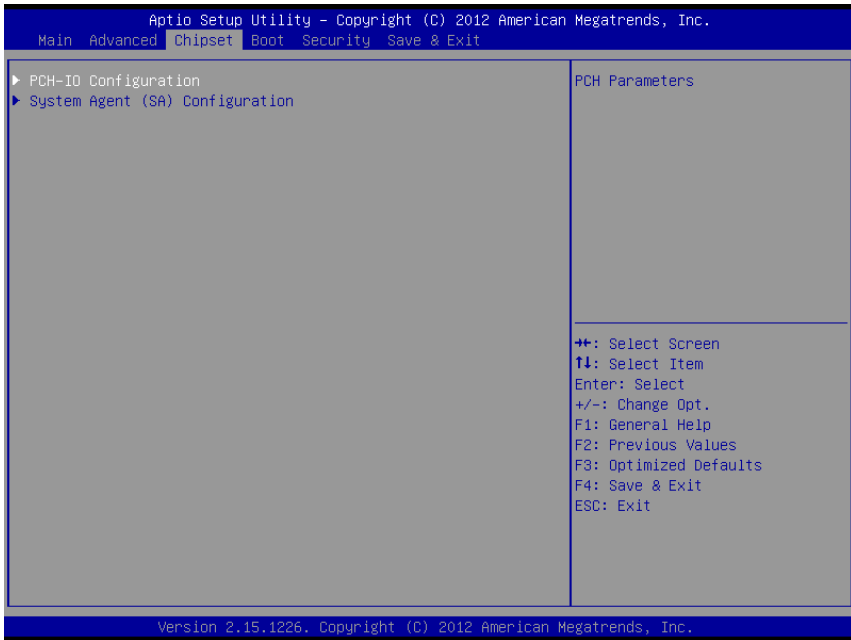 Aptio Setup Utility – Copyright (C) 2012 American Megatrends, Inc.
Main Advanced Chipset Boot Security Save & Exit
▶ PCH-IO Configuration
▶ System Agent (SA) Configuration
PCH Parameters
→←: Select Screen
↑↓: Select Item
Enter: Select
+/-: Change Opt.
F1: General Help
F2: Previous Values
F3: Optimized Defaults
F4: Save & Exit
ESC: Exit
Version 2.15.1226. Copyright (C) 2012 American Megatrends, Inc.